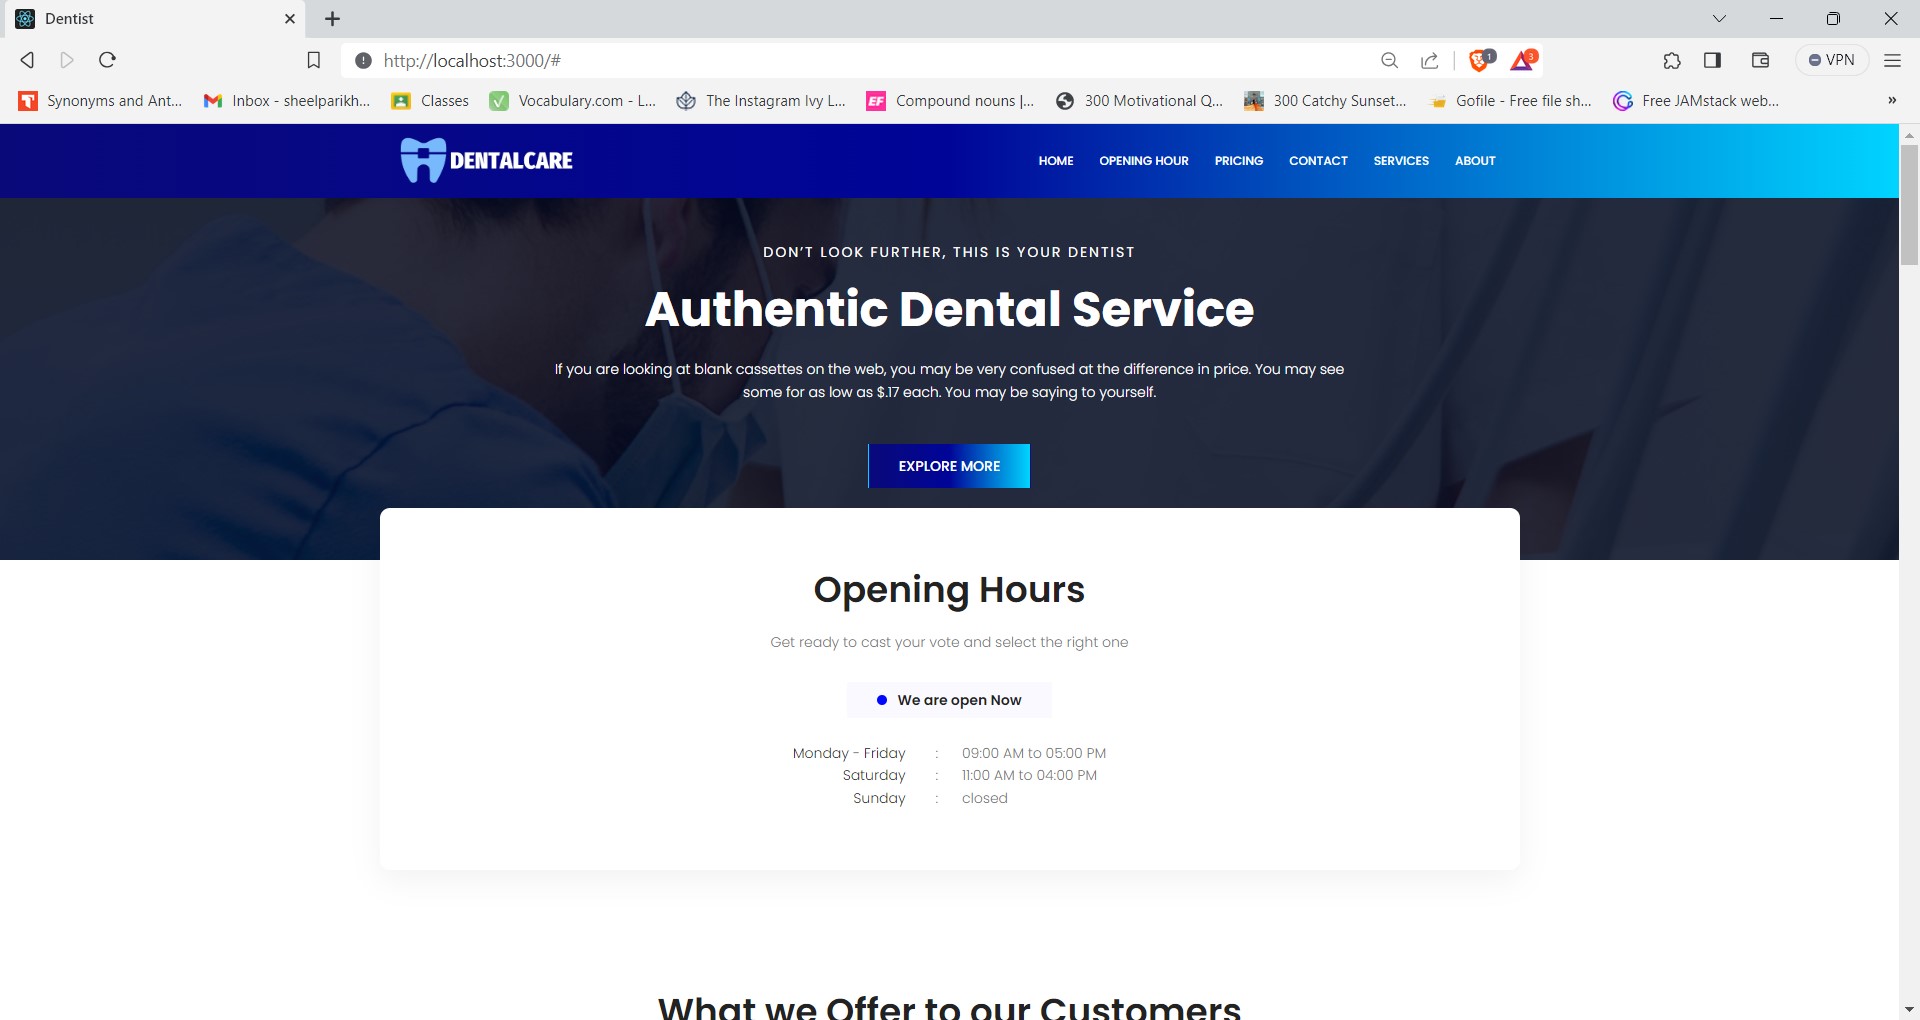 Dentist
http://localhost:3000/#
1
3
VPN
Synonyms and Ant...
Inbox - sheelparikh...
Classes
Vocabulary.com - L...
The Instagram Ivy L...
EF
Compound nouns |...
300 Motivational Q...
300 Catchy Sunset...
Gofile - Free file sh...
Free JAMstack web...
»
DENTALCARE
HOME
OPENING HOUR
PRICING
CONTACT
SERVICES
ABOUT
DON’T LOOK FURTHER, THIS IS YOUR DENTIST
Authentic Dental Service
If you are looking at blank cassettes on the web, you may be very confused at the difference in price. You may see
some for as low as $.17 each. You may be saying to yourself.
EXPLORE MORE
Opening Hours
Get ready to cast your vote and select the right one
We are open Now
Monday - Friday : 09:00 AM to 05:00 PM
Saturday : 11:00 AM to 04:00 PM
Sunday : closed
What we Offer to our Customers